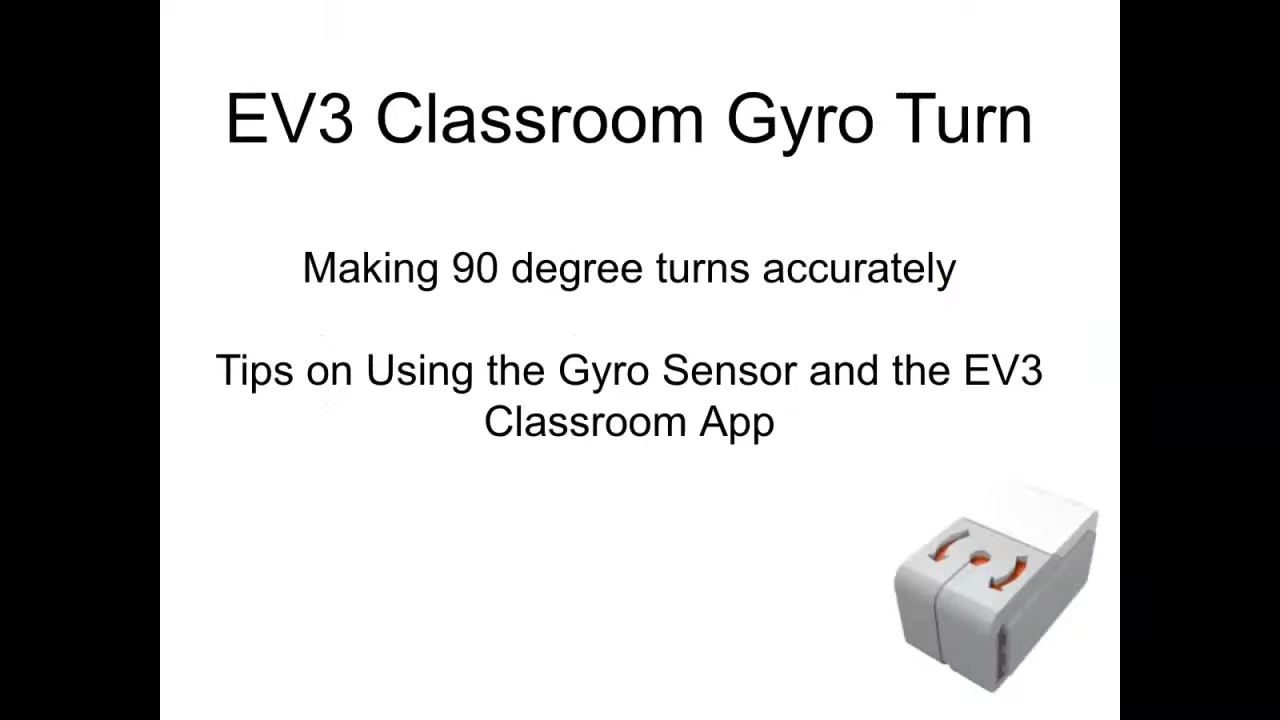 EV3 Classroom Gyro Turn
Making 90 degree turns accurately
Tips on Using the Gyro Sensor and the EV3
Classroom App